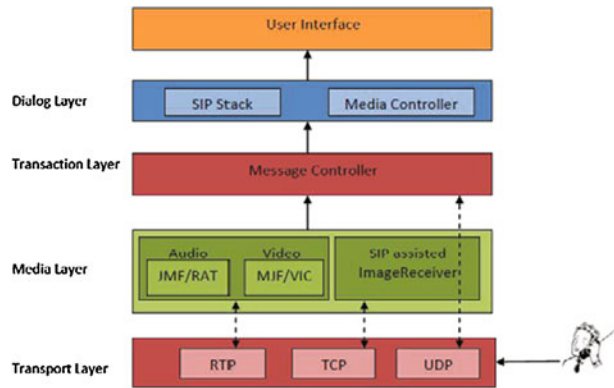 User Interface
Dialog Layer
SIP Stack
Media Controller
Transaction Layer
Message Controller
Media Layer
Audio
Video
SIP assisted
ImageReceiver
JMF/RAT
MJF/VIC
Transport Layer
RTP
TCP
UDP